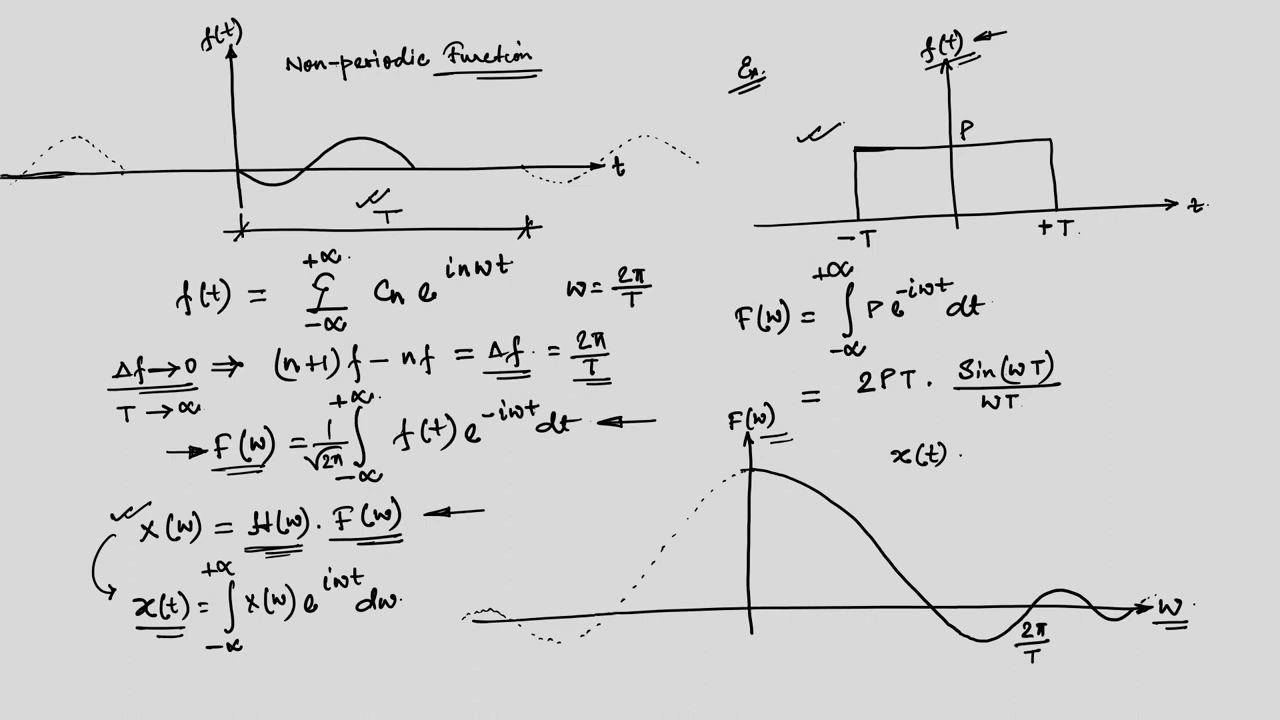 f(t)
Non-periodic Function
t
T
f(t) = Σ Cn e^{inωt} ω = 2π/T
+∞
-∞
Δf→0 ⇒ (n+1)f - nf = Δf = 2π/T
T→∞
→ F(ω) = 1/√2π ∫ f(t) e^{-iωt} dt ←
+∞
-∞
✓ X(ω) = H(ω) · F(ω) ←
x(t) = ∫ X(ω) e^{iωt} dω.
+∞
-∞
Ex.
f(t) ←
✓
P
-T
+T.
t.
F(ω) = ∫ P e^{-iωt} dt
+∞
-∞
= 2PT · Sin(ωT)/ωT
x(t).
F(ω)
2π/T
ω